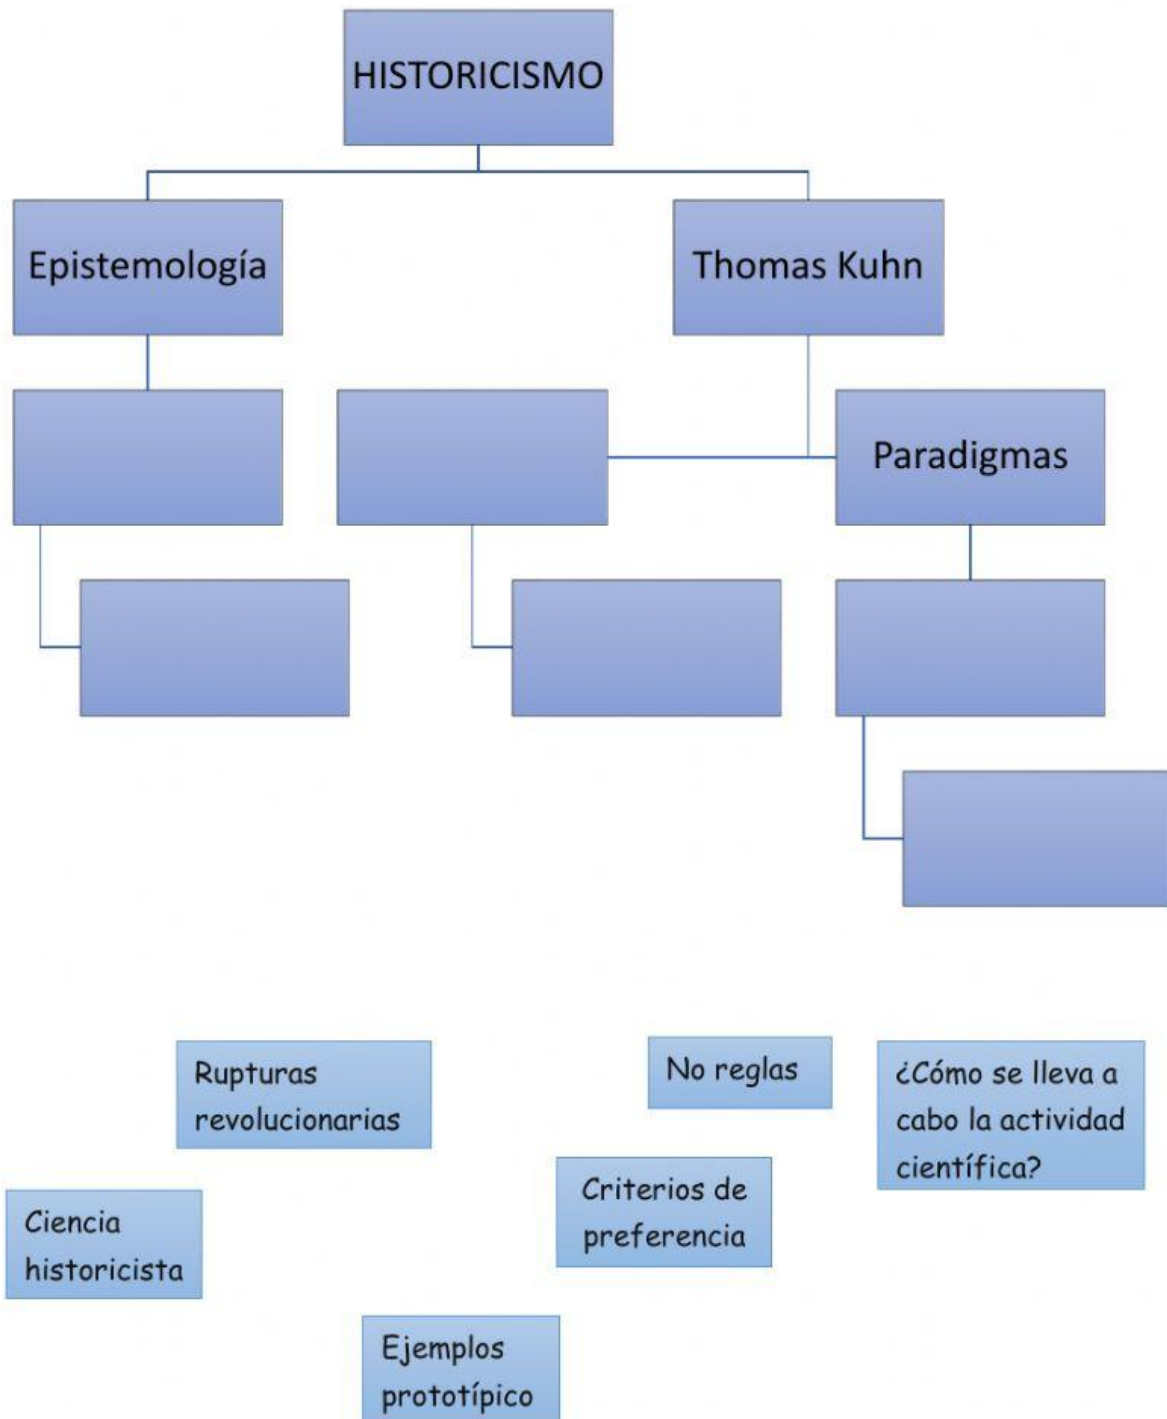 HISTORICISMO
Epistemología
Thomas Kuhn
Paradigmas
Rupturas
revolucionarias
No reglas
¿Cómo se lleva a
cabo la actividad
científica?
Criterios de
preferencia
Ciencia
historicista
Ejemplos
prototípico